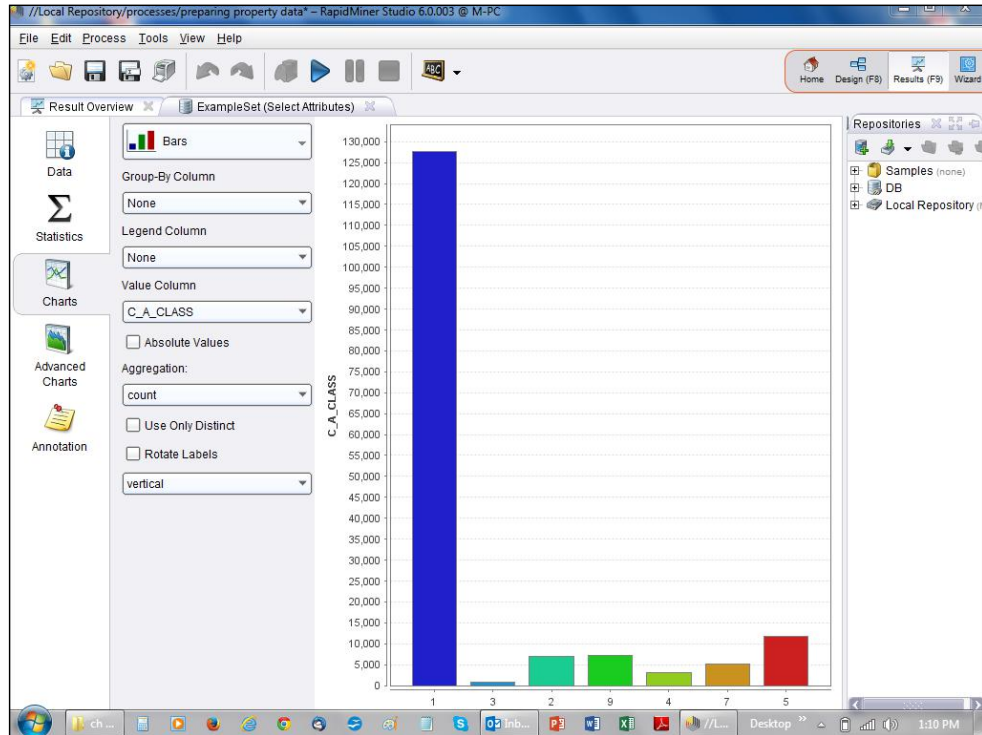 //Local Repository/processes/preparing property data* – RapidMiner Studio 6.0.003 @ M-PC
File Edit Process Tools View Help
ABC
Home Design (F8) Results (F9) Wizard
Result Overview ExampleSet (Select Attributes)
Data
Statistics
Charts
Advanced
Charts
Annotation
Bars
Group-By Column
None
Legend Column
None
Value Column
C_A_CLASS
Absolute Values
Aggregation:
count
Use Only Distinct
Rotate Labels
vertical
C_A_CLASS
130,000
125,000
120,000
115,000
110,000
105,000
100,000
95,000
90,000
85,000
80,000
75,000
70,000
65,000
60,000
55,000
50,000
45,000
40,000
35,000
30,000
25,000
20,000
15,000
10,000
5,000
0
1 3 2 9 4 7 5
Repositories
Samples (none)
DB
Local Repository
ch ... Inb... //L... Desktop 1:10 PM